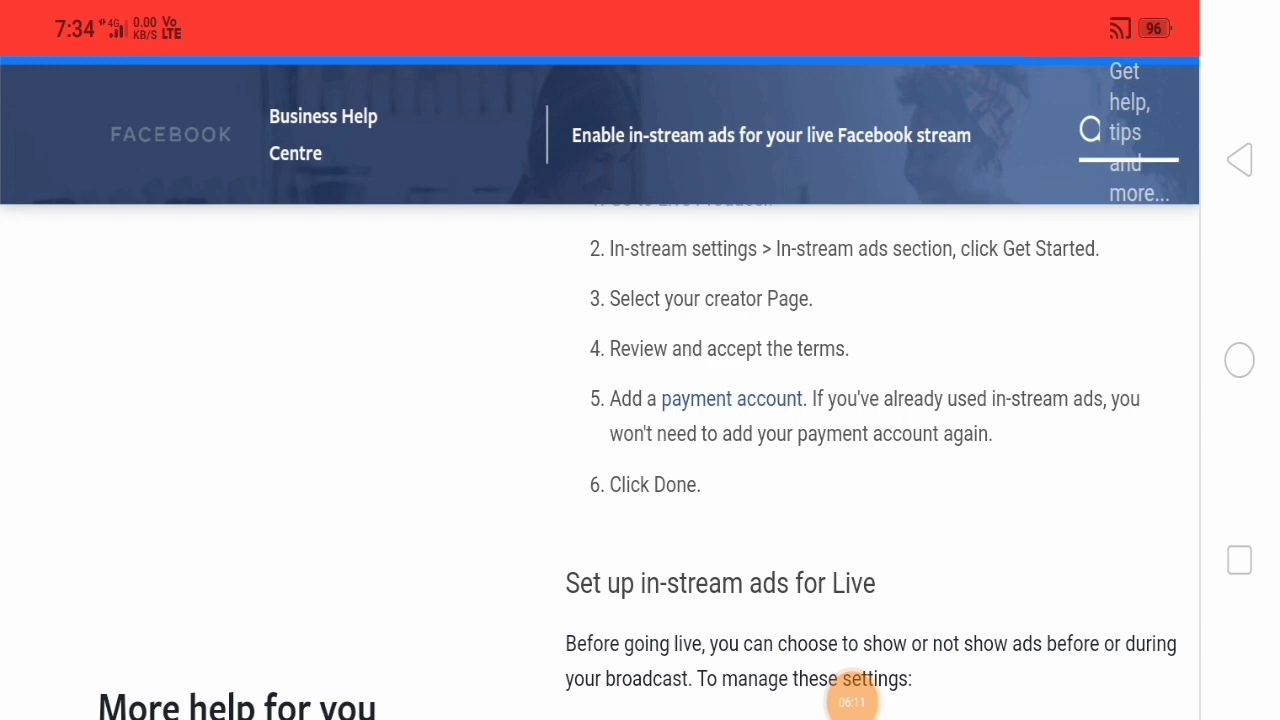 7:34
4G
0.00
KB/S
Vo
LTE
96
FACEBOOK
Business Help
Centre
Enable in-stream ads for your live Facebook stream
Get
help,
tips
and
more...
2. In-stream settings > In-stream ads section, click Get Started.
3. Select your creator Page.
4. Review and accept the terms.
5. Add a payment account. If you've already used in-stream ads, you
won't need to add your payment account again.
6. Click Done.
Set up in-stream ads for Live
Before going live, you can choose to show or not show ads before or during
your broadcast. To manage these settings:
06:11
More help for you